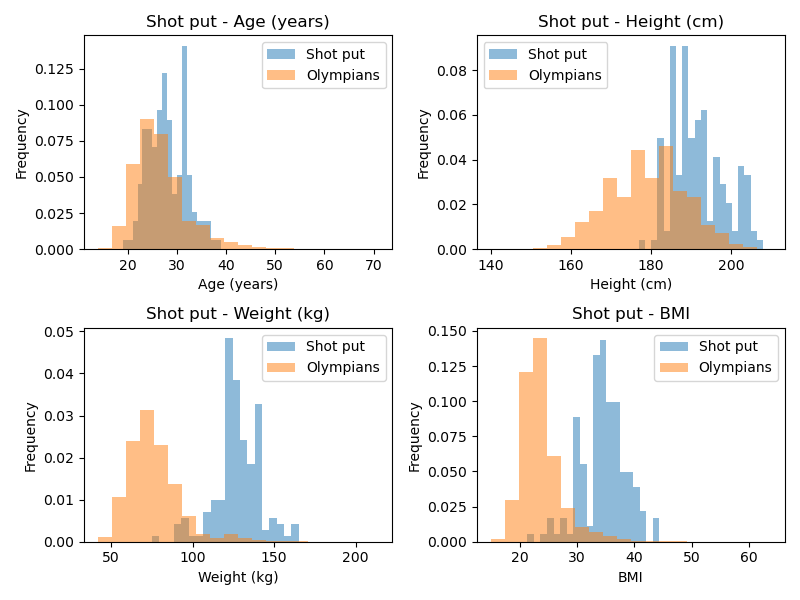 Shot put - Age (years)
Frequency
0.125
0.100
0.075
0.050
0.025
0.000
20 30 40 50 60 70
Age (years)
Shot put
Olympians
Shot put - Height (cm)
Frequency
0.08
0.06
0.04
0.02
0.00
140 160 180 200
Height (cm)
Shot put
Olympians
Shot put - Weight (kg)
Frequency
0.05
0.04
0.03
0.02
0.01
0.00
50 100 150 200
Weight (kg)
Shot put
Olympians
Shot put - BMI
Frequency
0.150
0.125
0.100
0.075
0.050
0.025
0.000
20 30 40 50 60
BMI
Shot put
Olympians